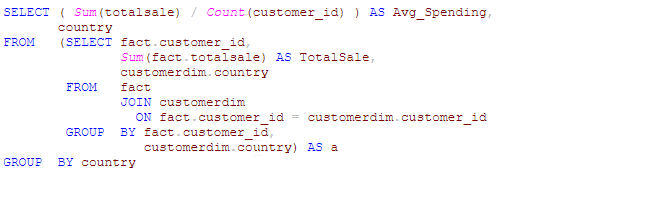 SELECT ( Sum(totalsale) / Count(customer_id) ) AS Avg_Spending,
country
FROM (SELECT fact.customer_id,
Sum(fact.totalsale) AS TotalSale,
customerdim.country
FROM fact
JOIN customerdim
ON fact.customer_id = customerdim.customer_id
GROUP BY fact.customer_id,
customerdim.country) AS a
GROUP BY country